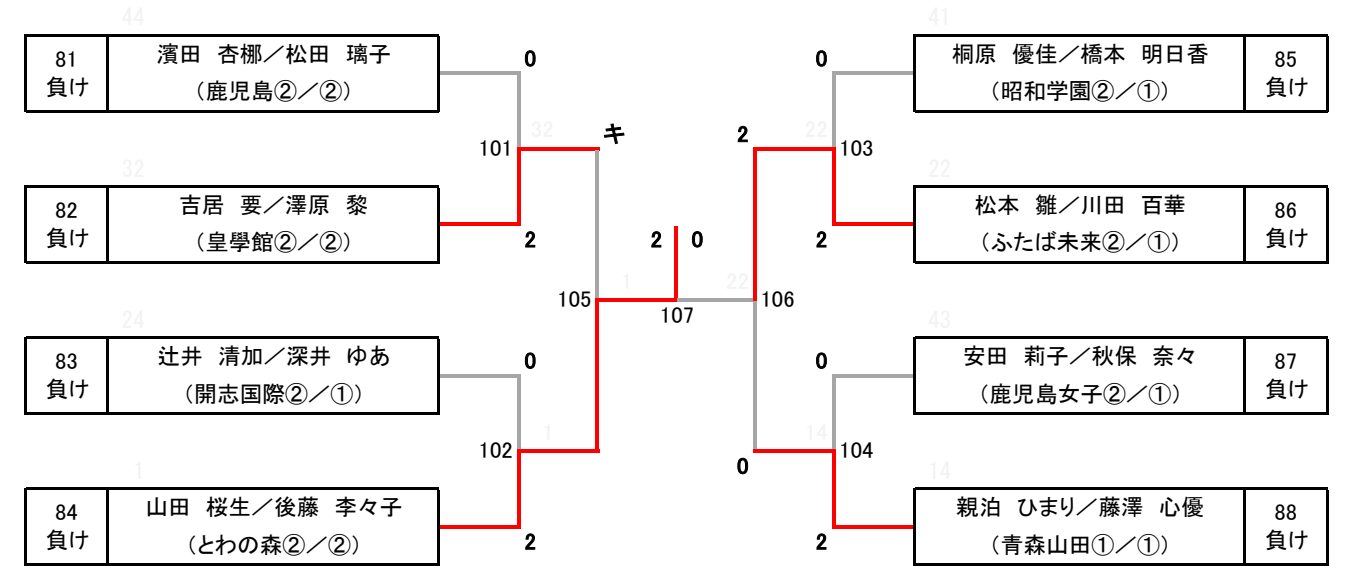 44
81
負け
濱田 杏梛／松田 璃子
（鹿児島②／②）
0
101
32
キ
32
82
負け
吉居 要／澤原 黎
（皇學館②／②）
2
24
83
負け
辻井 清加／深井 ゆあ
（開志国際②／①）
0
102
1
105
1
1
84
負け
山田 桜生／後藤 李々子
（とわの森②／②）
2
2 0
107
41
桐原 優佳／橋本 明日香
（昭和学園②／①）
85
負け
0
2
22
103
22
松本 雛／川田 百華
（ふたば未来②／①）
86
負け
2
22
106
43
安田 莉子／秋保 奈々
（鹿児島女子②／①）
87
負け
0
14
104
0
14
親泊 ひまり／藤澤 心優
（青森山田①／①）
88
負け
2